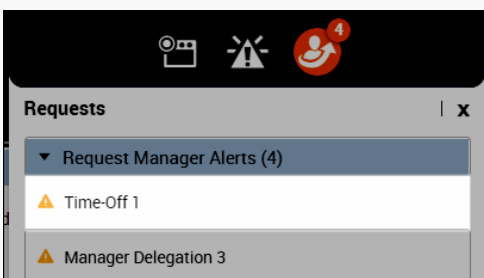 4
Requests | x
Request Manager Alerts (4)
Time-Off 1
Manager Delegation 3